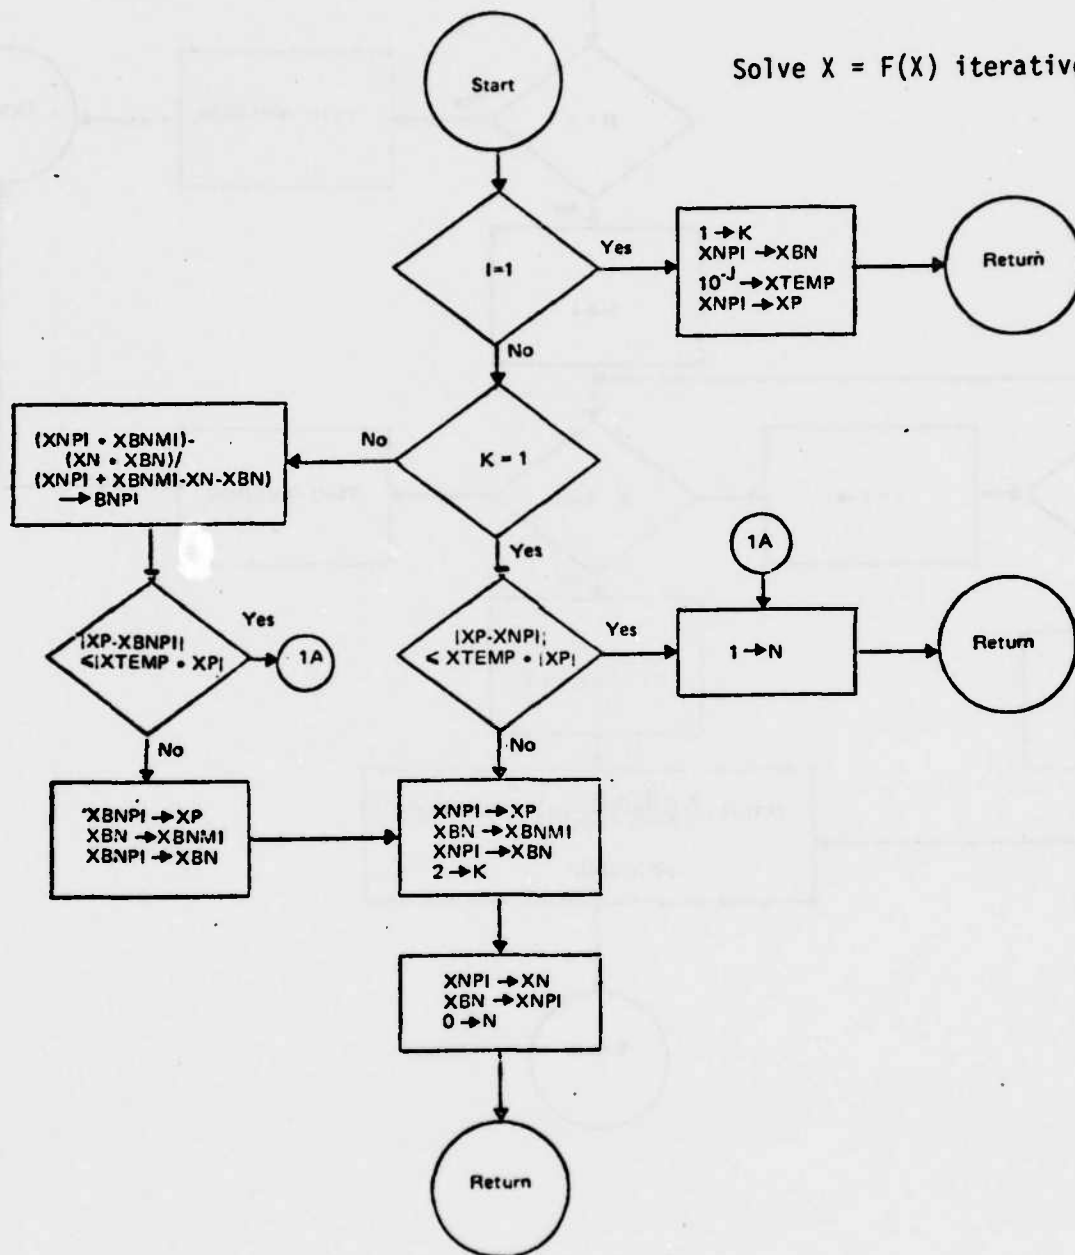 Solve X = F(X) iterative
Start
I=1
Yes
1 → K
XNPI → XBN
10^-J → XTEMP
XNPI → XP
Return
No
K = 1
No
(XNPI • XBNMI)-
(XN • XBN)/
(XNPI + XBNMI-XN-XBN)
→ BNPI
Yes
1A
|XP-XBNPI|
≤|XTEMP • XP|
Yes
1A
|XP-XNPI|
≤ XTEMP • |XP|
Yes
1 → N
Return
No
XBNPI → XP
XBN → XBNMI
XBNPI → XBN
No
XNPI → XP
XBN → XBNMI
XNPI → XBN
2 → K
XNPI → XN
XBN → XNPI
0 → N
Return